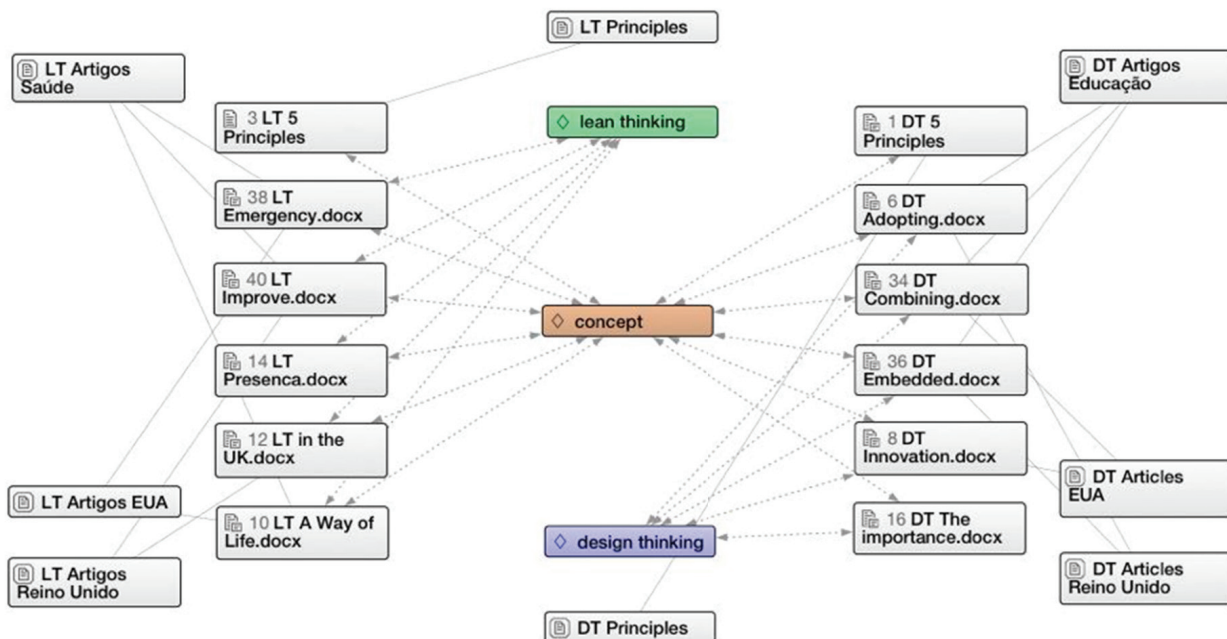 LT Principles
LT Artigos
Saúde
DT Artigos
Educação
3 LT 5
Principles
lean thinking
1 DT 5
Principles
38 LT
Emergency.docx
6 DT
Adopting.docx
40 LT
Improve.docx
34 DT
Combining.docx
concept
14 LT
Presenca.docx
36 DT
Embedded.docx
12 LT in the
UK.docx
8 DT
Innovation.docx
LT Artigos EUA
DT Articles
EUA
10 LT A Way of
Life.docx
design thinking
16 DT The
importance.docx
LT Artigos
Reino Unido
DT Articles
Reino Unido
DT Principles